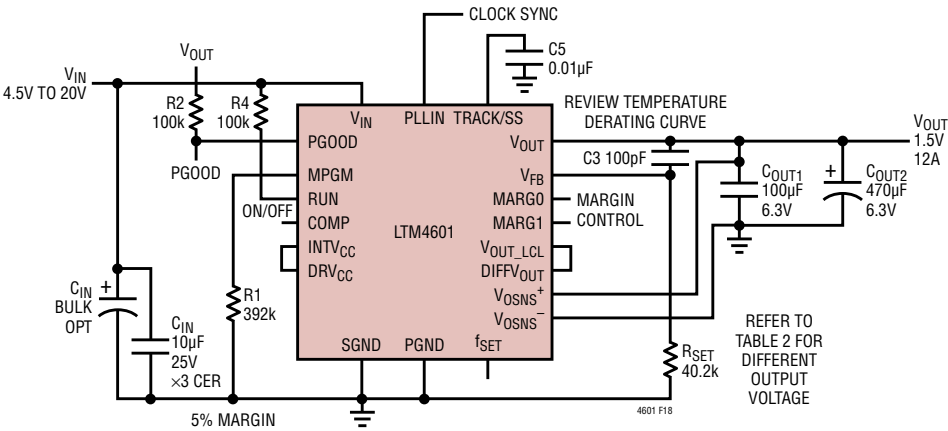 CLOCK SYNC
C5
0.01µF
VOUT
VIN
4.5V TO 20V
R2
100k
R4
100k
PGOOD
ON/OFF
VIN
PLLIN
TRACK/SS
PGOOD
MPGM
RUN
COMP
INTVCC
DRVCC
LTM4601
VOUT
VFB
MARG0
MARG1
VOUT_LCL
DIFFVOUT
VOSNS+
VOSNS–
SGND
PGND
fSET
REVIEW TEMPERATURE
DERATING CURVE
C3 100pF
MARGIN
CONTROL
VOUT
1.5V
12A
COUT1
100µF
6.3V
+
COUT2
470µF
6.3V
CIN
BULK
OPT
+
CIN
10µF
25V
×3 CER
R1
392k
5% MARGIN
RSET
40.2k
REFER TO
TABLE 2 FOR
DIFFERENT
OUTPUT
VOLTAGE
4601 F18